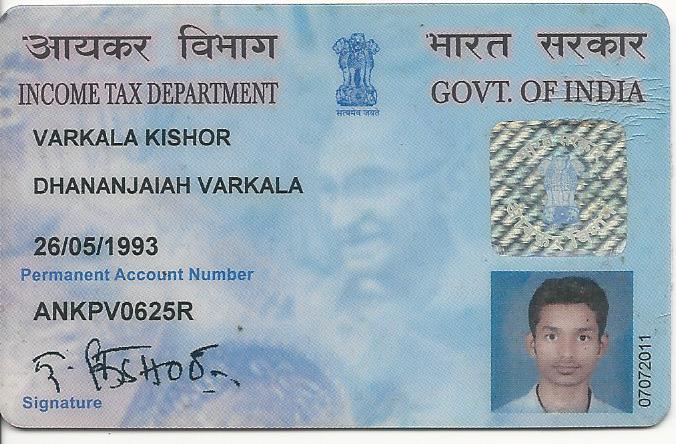 आयकर विभाग
भारत सरकार
INCOME TAX DEPARTMENT
GOVT. OF INDIA
सत्यमेव जयते
VARKALA KISHOR
DHANANJAIAH VARKALA
26/05/1993
Permanent Account Number
ANKPV0625R
Signature
07072011